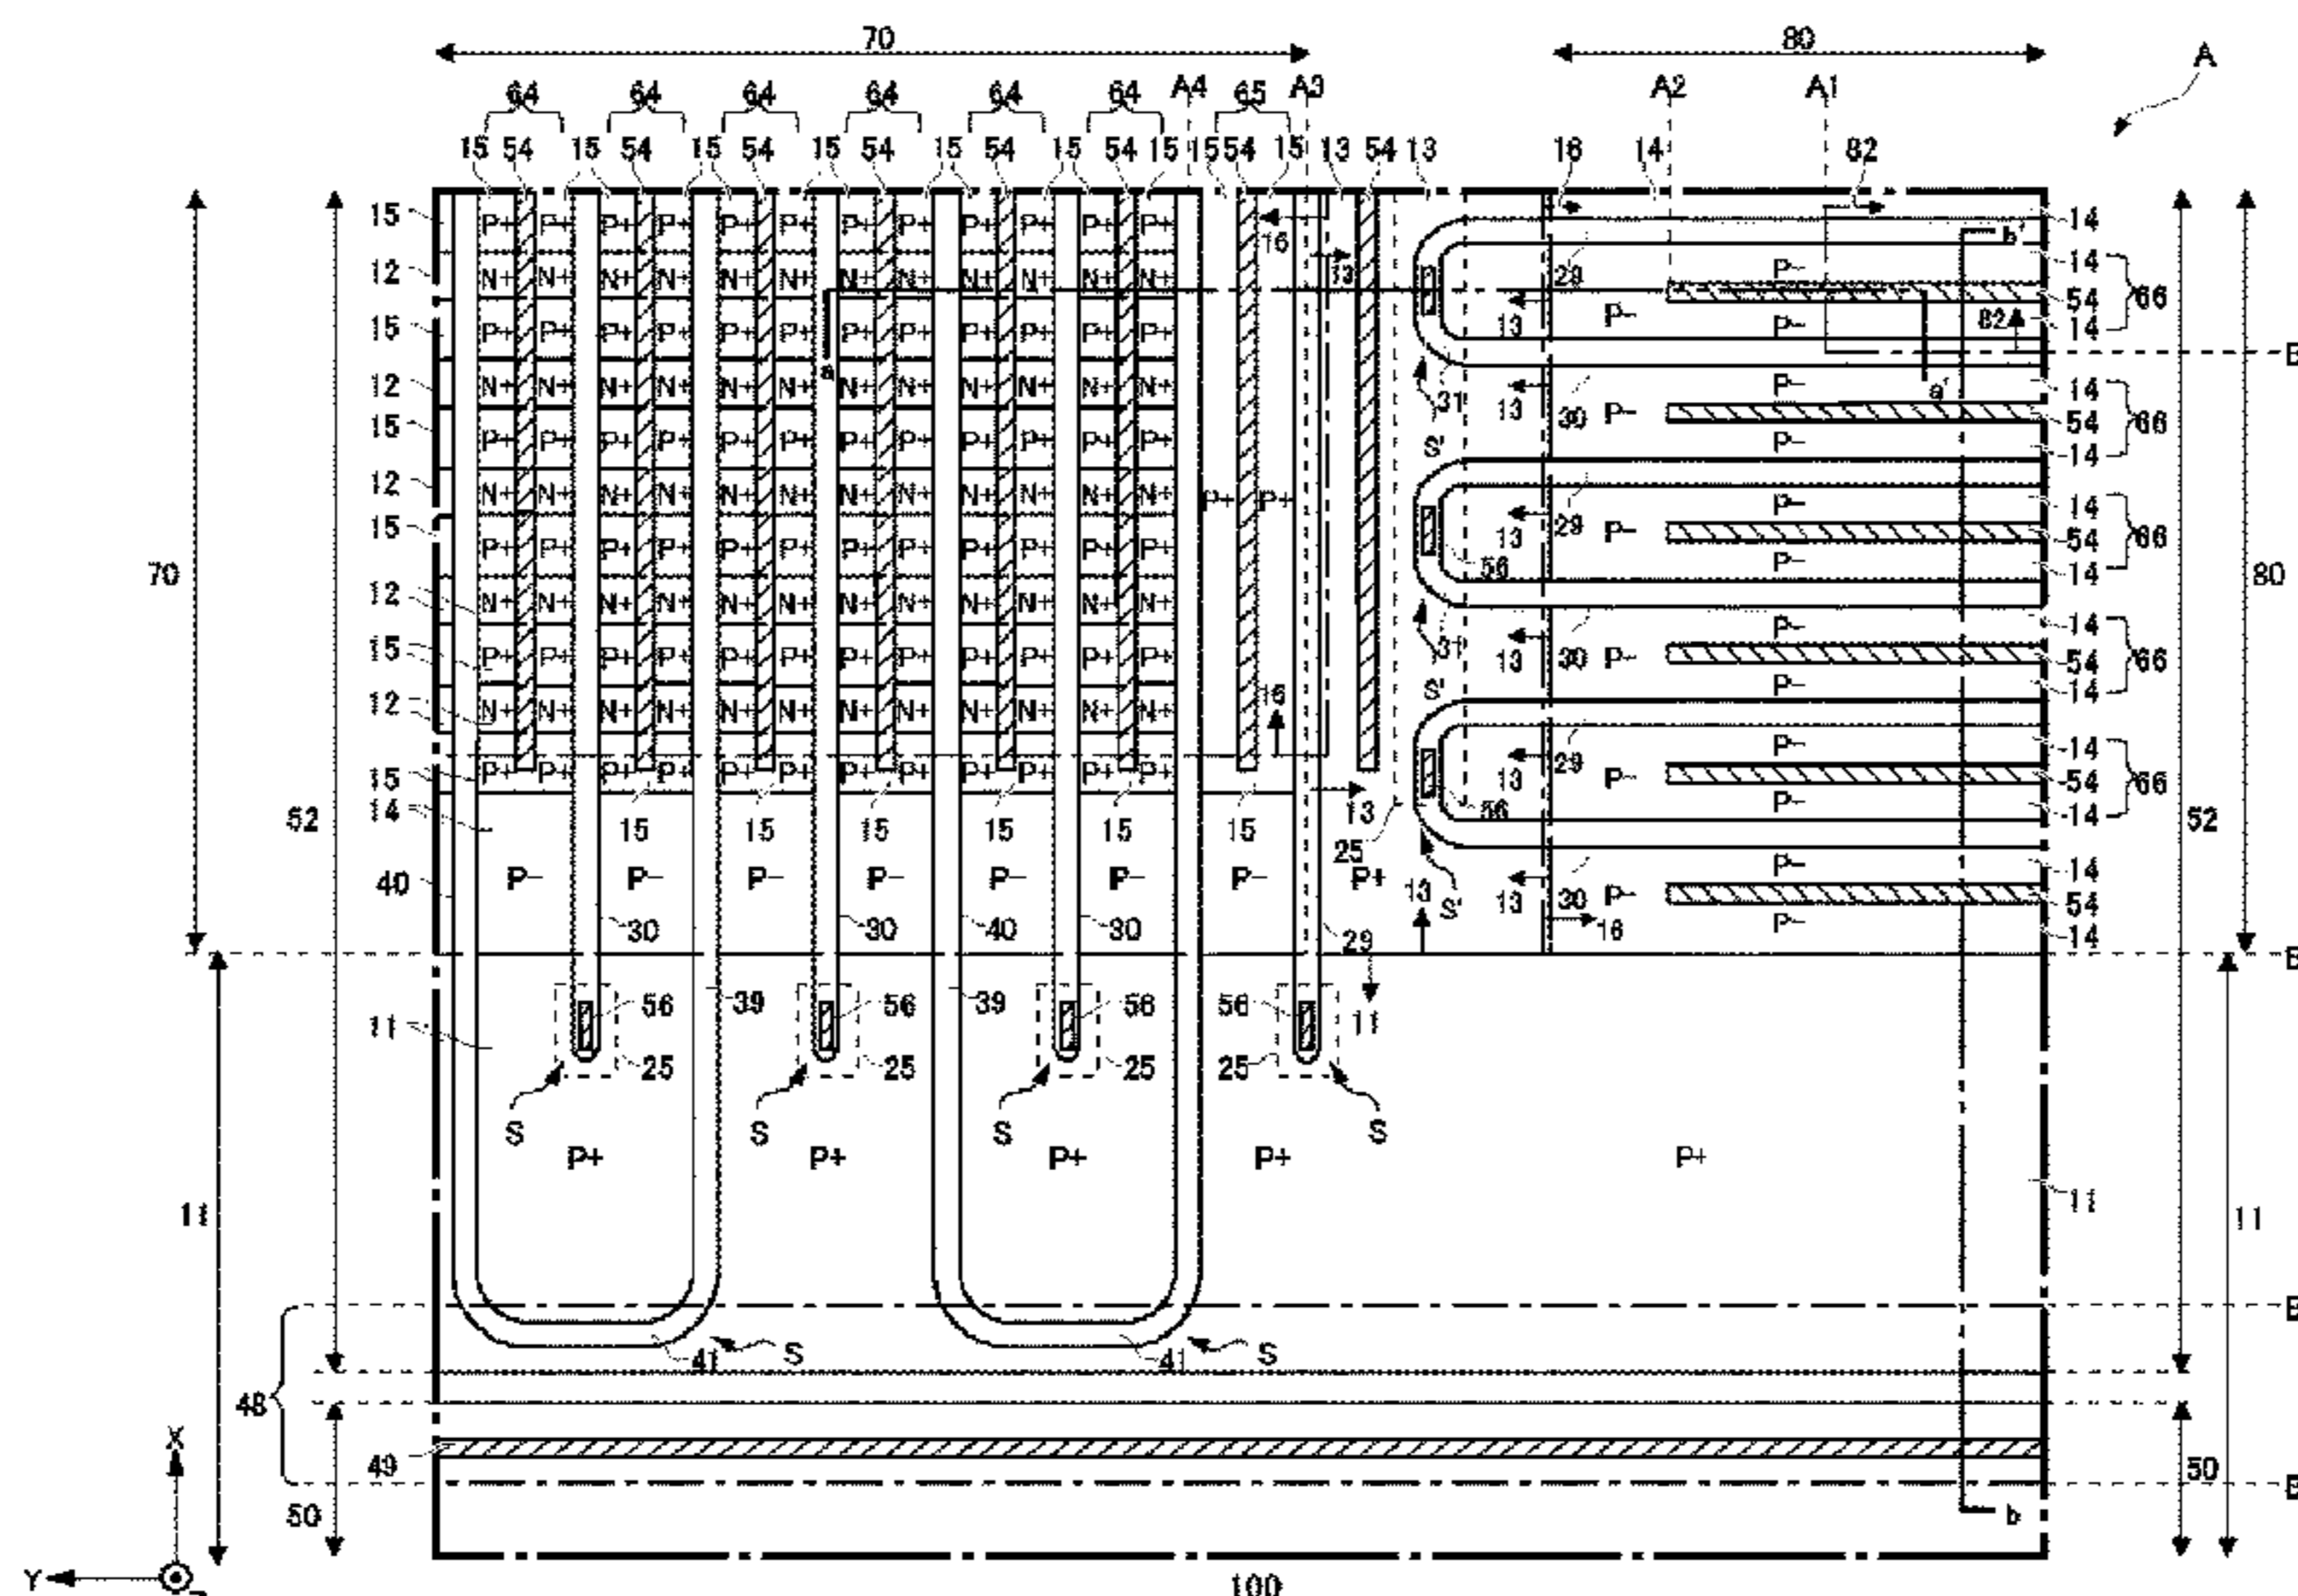 70 80
A
64 64 64 64 64 64 A4 65 A3 A2 A1
15 54 15 54 15 54 15 54 15 54 15 54 15 15 54 15 13 54 13 16 14 82
15 P+ P+ P+ P+ P+ P+ P+ P+ P+ P+ P+ P+ 16 14
12 N+ N+ N+ N+ N+ N+ N+ N+ N+ N+ N+ N+ 13 29 P- b' 14
15 P+ P+ P+ P+ P+ P+ P+ P+ P+ P+ P+ P+ 13 P- P- 54 66
82 14
a
12 N+ N+ N+ N+ N+ N+ N+ N+ N+ N+ N+ N+ 31 13 30 P- P- a' 14
54 66
15 P+ P+ P+ P+ P+ P+ P+ P+ P+ P+ P+ P+ S' P- 14
12 N+ N+ N+ N+ N+ N+ N+ N+ N+ N+ N+ N+ P+ P+ P- 14
15 P+ P+ P+ P+ P+ P+ P+ P+ P+ P+ P+ P+ 13 29 P- 54 66
70 56 P- 14 80
12 N+ N+ N+ N+ N+ N+ N+ N+ N+ N+ N+ N+
15 P+ P+ P+ P+ P+ P+ P+ P+ P+ P+ P+ P+ 31 13 30 P- P- 14
54 66
12 N+ N+ N+ N+ N+ N+ N+ N+ N+ N+ N+ N+ 16 S' P- 14
15 P+ P+ P+ P+ P+ P+ P+ P+ P+ P+ P+ P+ 13 29 P- P- 14
54 66
14 13 56 P- 14
52 15 15 15 15 15 15 25 52
40 P- P- P- P- P- P- P- P+ 13 S' 13 30 P- P- 14
54
30 30 40 30 29 16 P- 14
11 56 39 56 39 56 56 11
25 25 25 25
S S S S
P+ P+ P+ P+ P+
11 11 11
41 S 41 S
48
X
49 50
50
b
Y
100